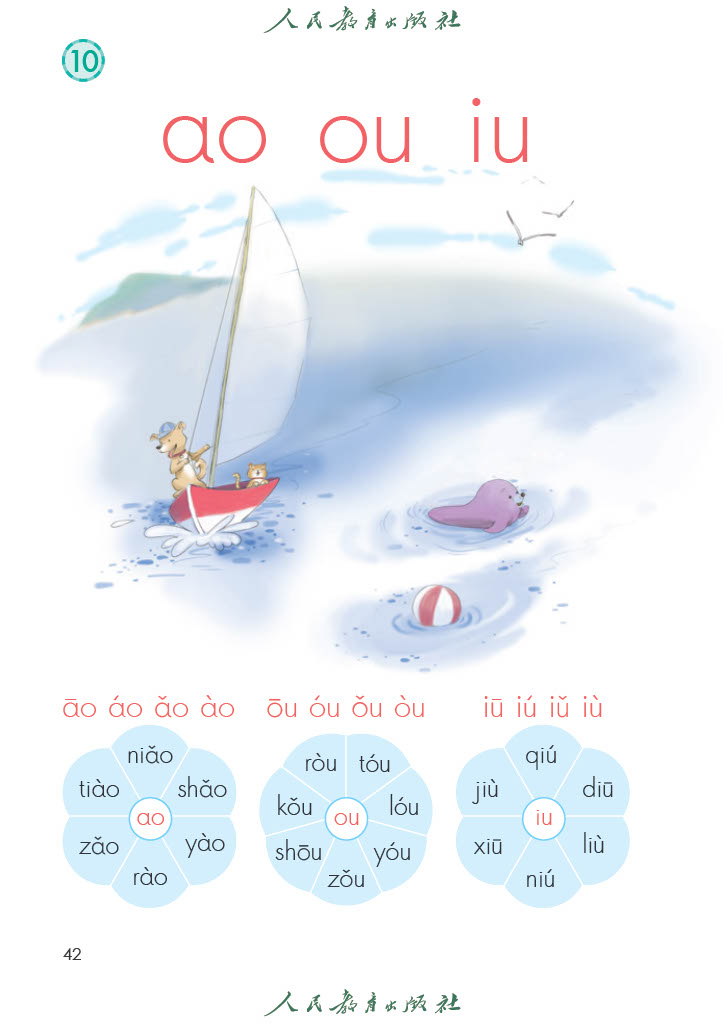 人民教育出版社
10
ao ou iu
āo áo ǎo ào ōu óu ǒu òu iū iú iǔ iù
niǎo
tiào shǎo
ao
zǎo yào
rào
ròu tóu
kǒu lóu
ou
shōu yóu
zǒu
qiú
jiù diū
iu
xiū liù
niú
42
人民教育出版社